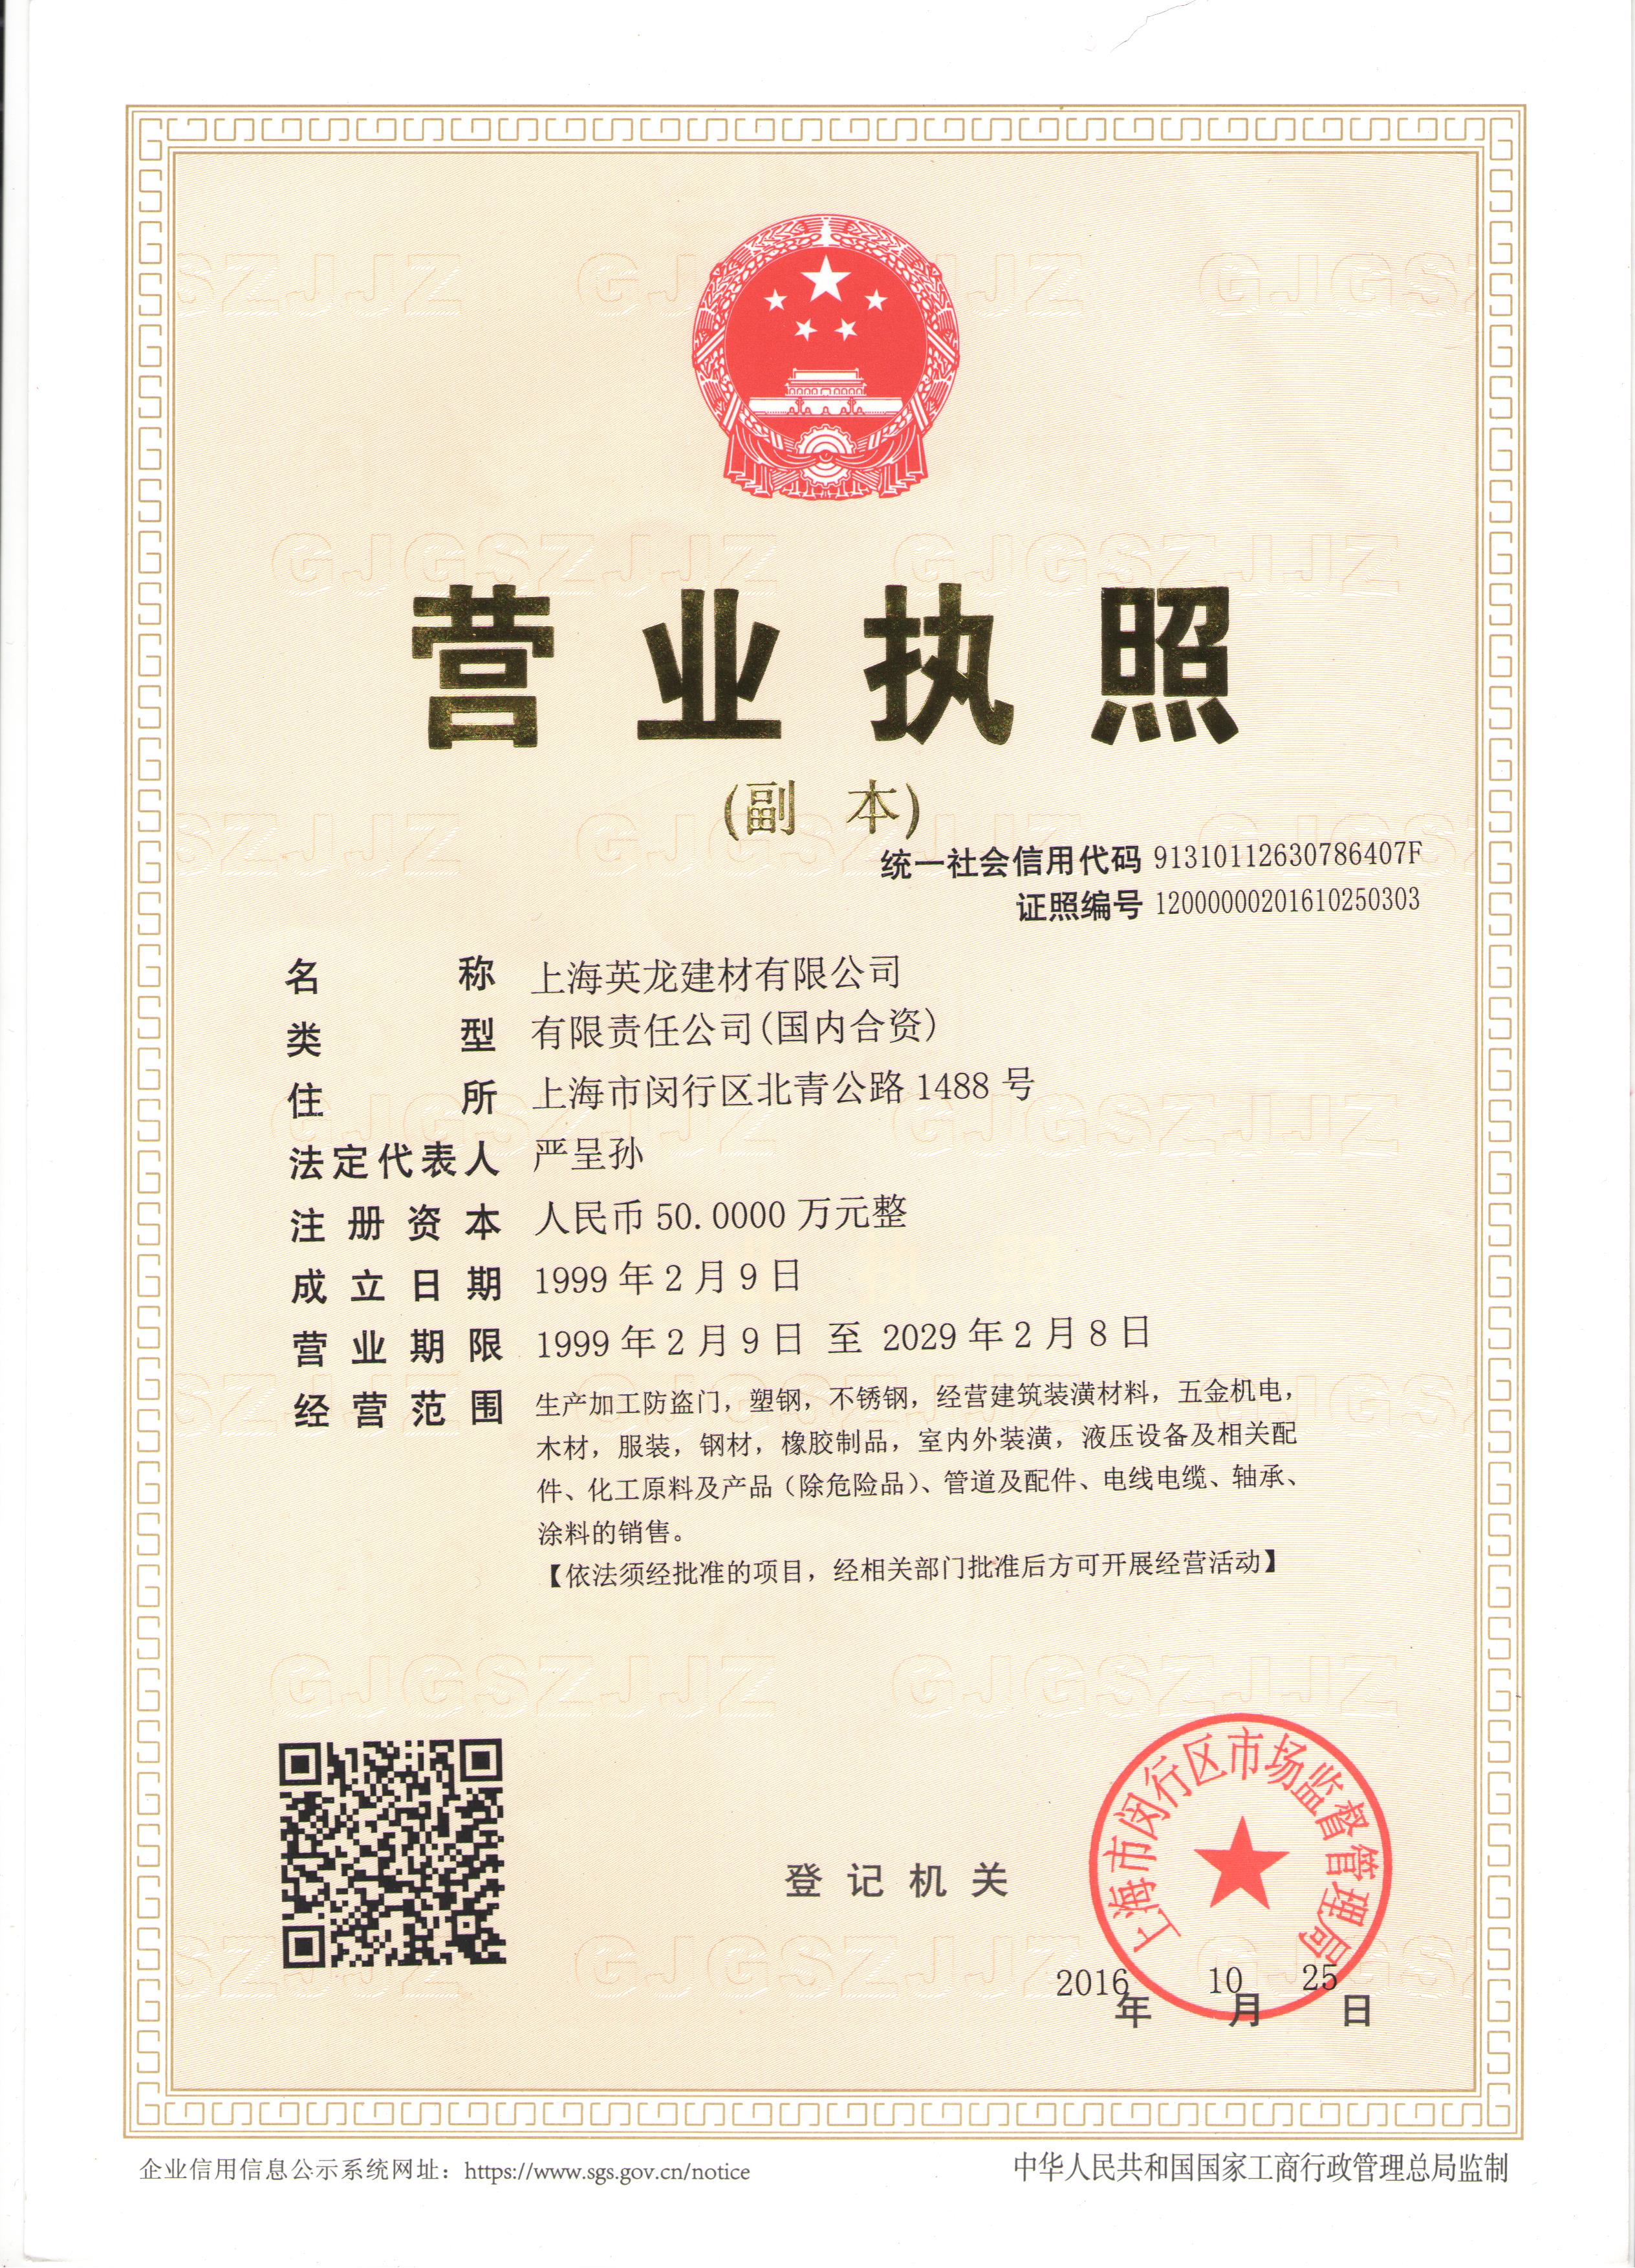 营业执照
(副 本)
统一社会信用代码 91310112630786407F
证照编号 12000000201610250303
名 称 上海英龙建材有限公司
类 型 有限责任公司(国内合资)
住 所 上海市闵行区北青公路 1488 号
法定代表人 严呈孙
注册资本 人民币 50.0000 万元整
成立日期 1999 年 2 月 9 日
营业期限 1999 年 2 月 9 日 至 2029 年 2 月 8 日
经营范围 生产加工防盗门，塑钢，不锈钢，经营建筑装潢材料，五金机电，
木材，服装，钢材，橡胶制品，室内外装潢，液压设备及相关配
件、化工原料及产品（除危险品）、管道及配件、电线电缆、轴承、
涂料的销售。
【依法须经批准的项目，经相关部门批准后方可开展经营活动】
登记机关
上海市闵行区市场监督管理局
2016 年 10 月 25 日
企业信用信息公示系统网址：https://www.sgs.gov.cn/notice
中华人民共和国国家工商行政管理总局监制
GJGSZJJZ